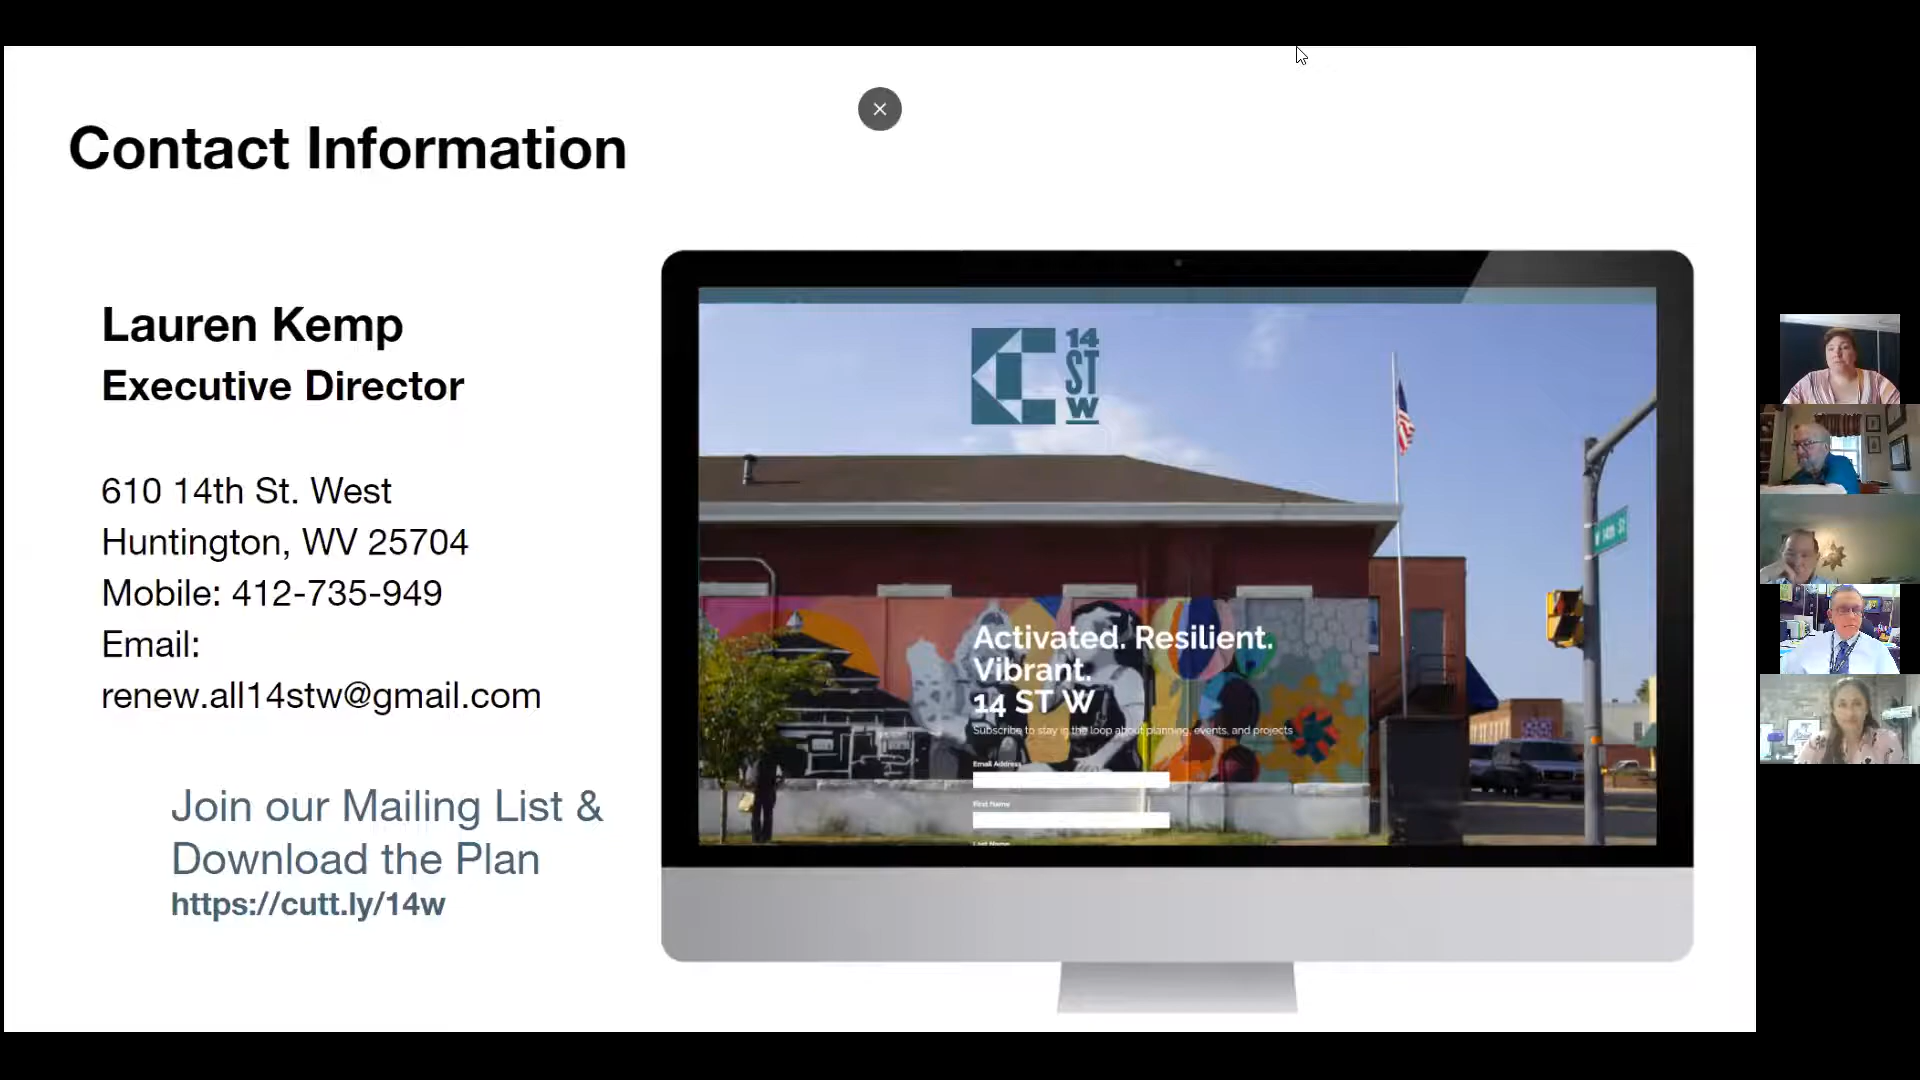 Contact Information
Lauren Kemp
Executive Director
610 14th St. West
Huntington, WV 25704
Mobile: 412-735-949
Email:
renew.all14stw@gmail.com
Join our Mailing List &
Download the Plan
https://cutt.ly/14w
14
ST
W
Activated. Resilient.
Vibrant.
14 ST W
Subscribe to stay in the loop about planning, events, and projects
Email Address
First Name
Last Name